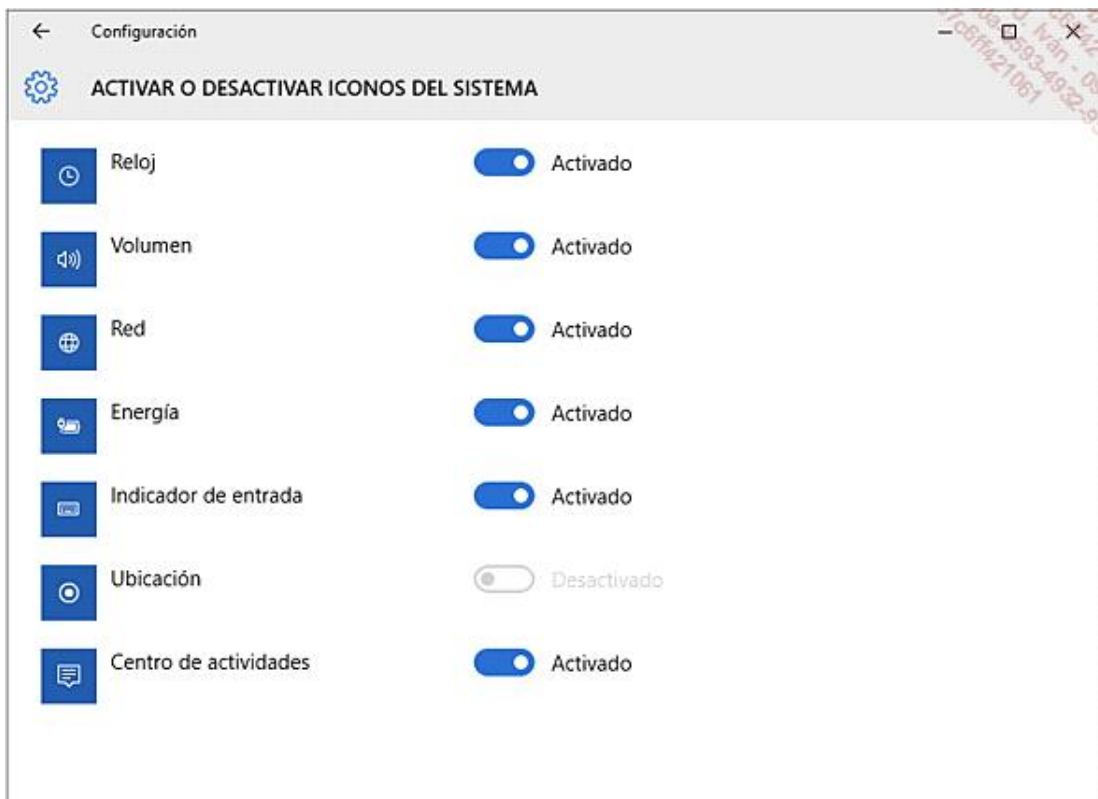 Configuración
ACTIVAR O DESACTIVAR ICONOS DEL SISTEMA
Reloj Activado
Volumen Activado
Red Activado
Energía Activado
Indicador de entrada Activado
Ubicación Desactivado
Centro de actividades Activado